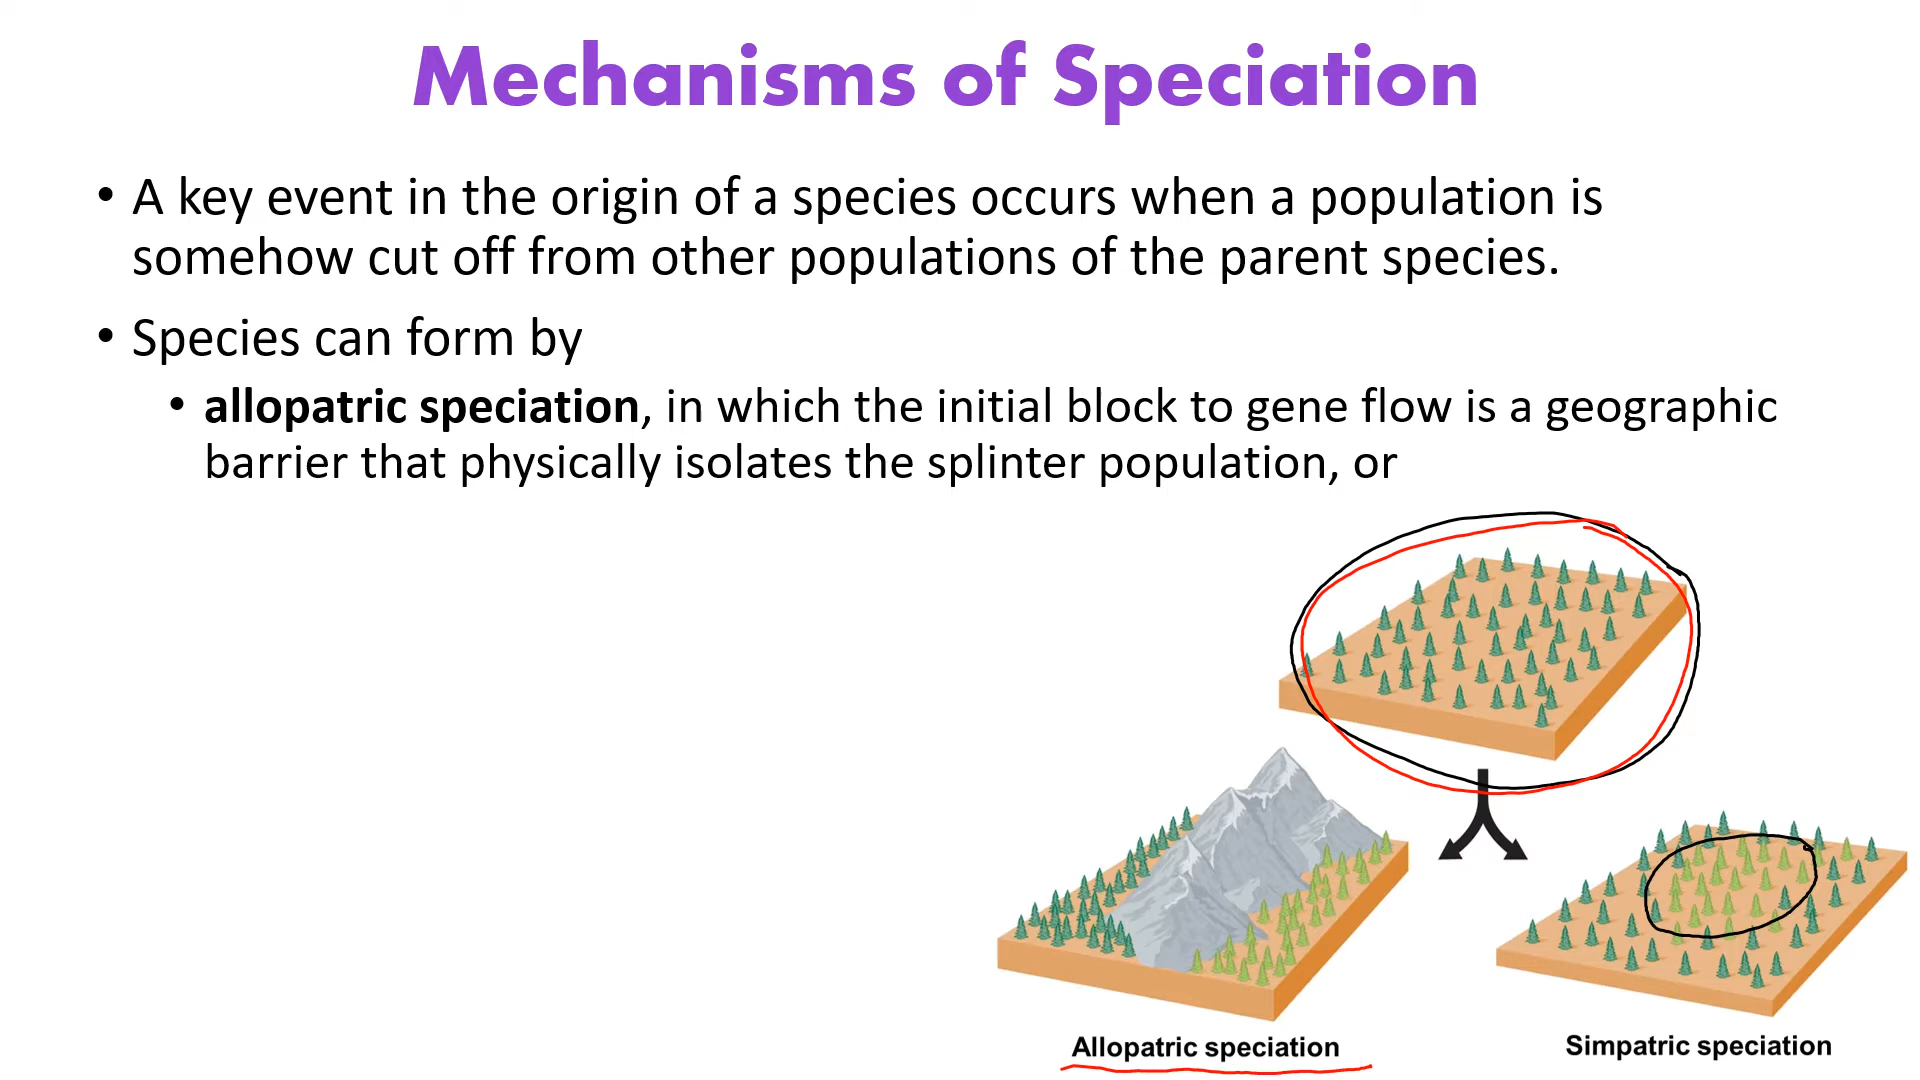 Mechanisms of Speciation
• A key event in the origin of a species occurs when a population is
somehow cut off from other populations of the parent species.
• Species can form by
• allopatric speciation, in which the initial block to gene flow is a geographic
barrier that physically isolates the splinter population, or
Allopatric speciation
Simpatric speciation